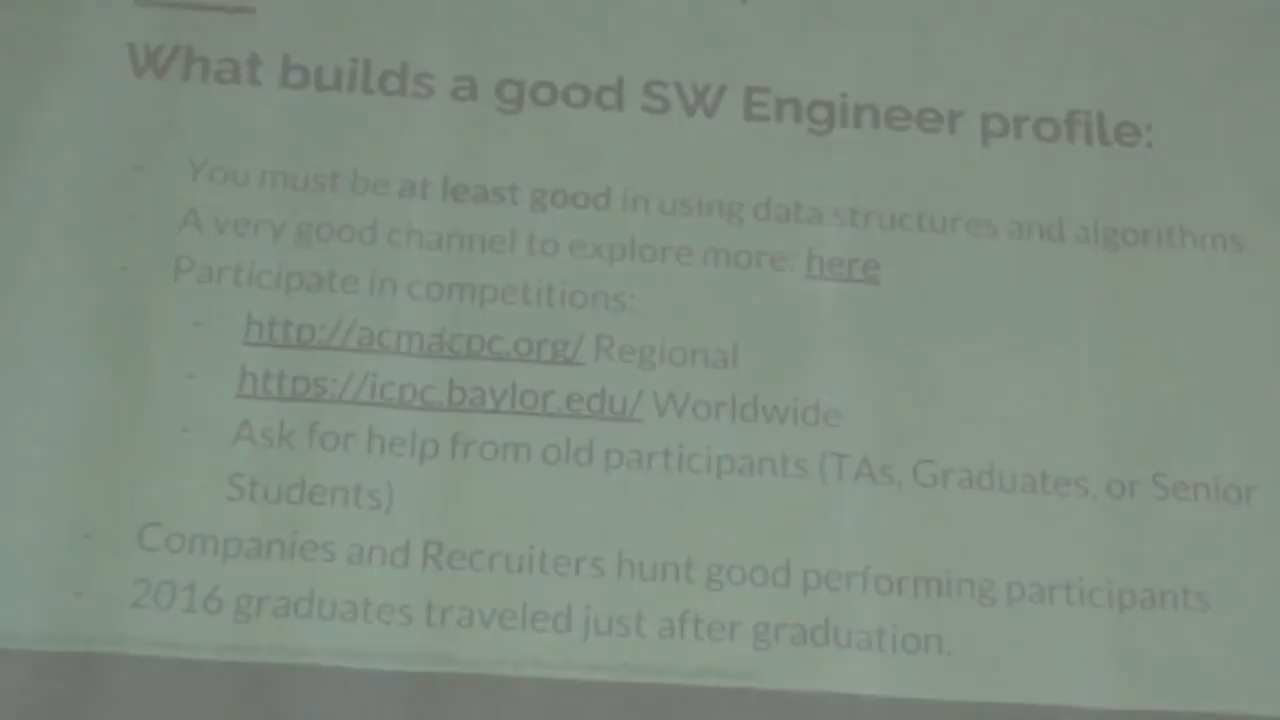 What builds a good SW Engineer profile:
- You must be at least good in using data structures and algorithms
- A very good channel to explore more: here
- Participate in competitions:
- http://acmacpc.org/ Regional
- https://icpc.baylor.edu/ Worldwide
- Ask for help from old participants (TAs, Graduates, or Senior
Students)
- Companies and Recruiters hunt good performing participants
- 2016 graduates traveled just after graduation.